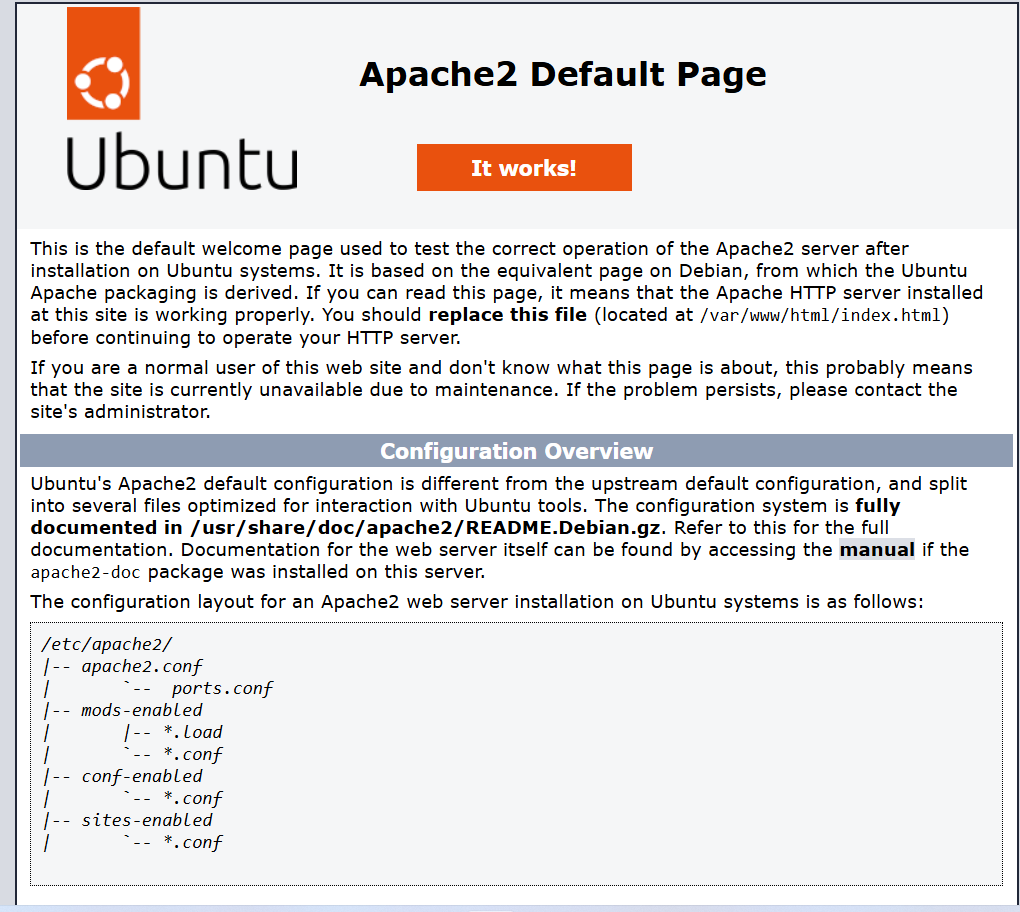 Apache2 Default Page
Ubuntu
It works!
This is the default welcome page used to test the correct operation of the Apache2 server after
installation on Ubuntu systems. It is based on the equivalent page on Debian, from which the Ubuntu
Apache packaging is derived. If you can read this page, it means that the Apache HTTP server installed
at this site is working properly. You should replace this file (located at /var/www/html/index.html)
before continuing to operate your HTTP server.
If you are a normal user of this web site and don't know what this page is about, this probably means
that the site is currently unavailable due to maintenance. If the problem persists, please contact the
site's administrator.
Configuration Overview
Ubuntu's Apache2 default configuration is different from the upstream default configuration, and split
into several files optimized for interaction with Ubuntu tools. The configuration system is fully
documented in /usr/share/doc/apache2/README.Debian.gz. Refer to this for the full
documentation. Documentation for the web server itself can be found by accessing the manual if the
apache2-doc package was installed on this server.
The configuration layout for an Apache2 web server installation on Ubuntu systems is as follows:
/etc/apache2/
|-- apache2.conf
|       `--  ports.conf
|-- mods-enabled
|       |-- *.load
|       `-- *.conf
|-- conf-enabled
|       `-- *.conf
|-- sites-enabled
|       `-- *.conf